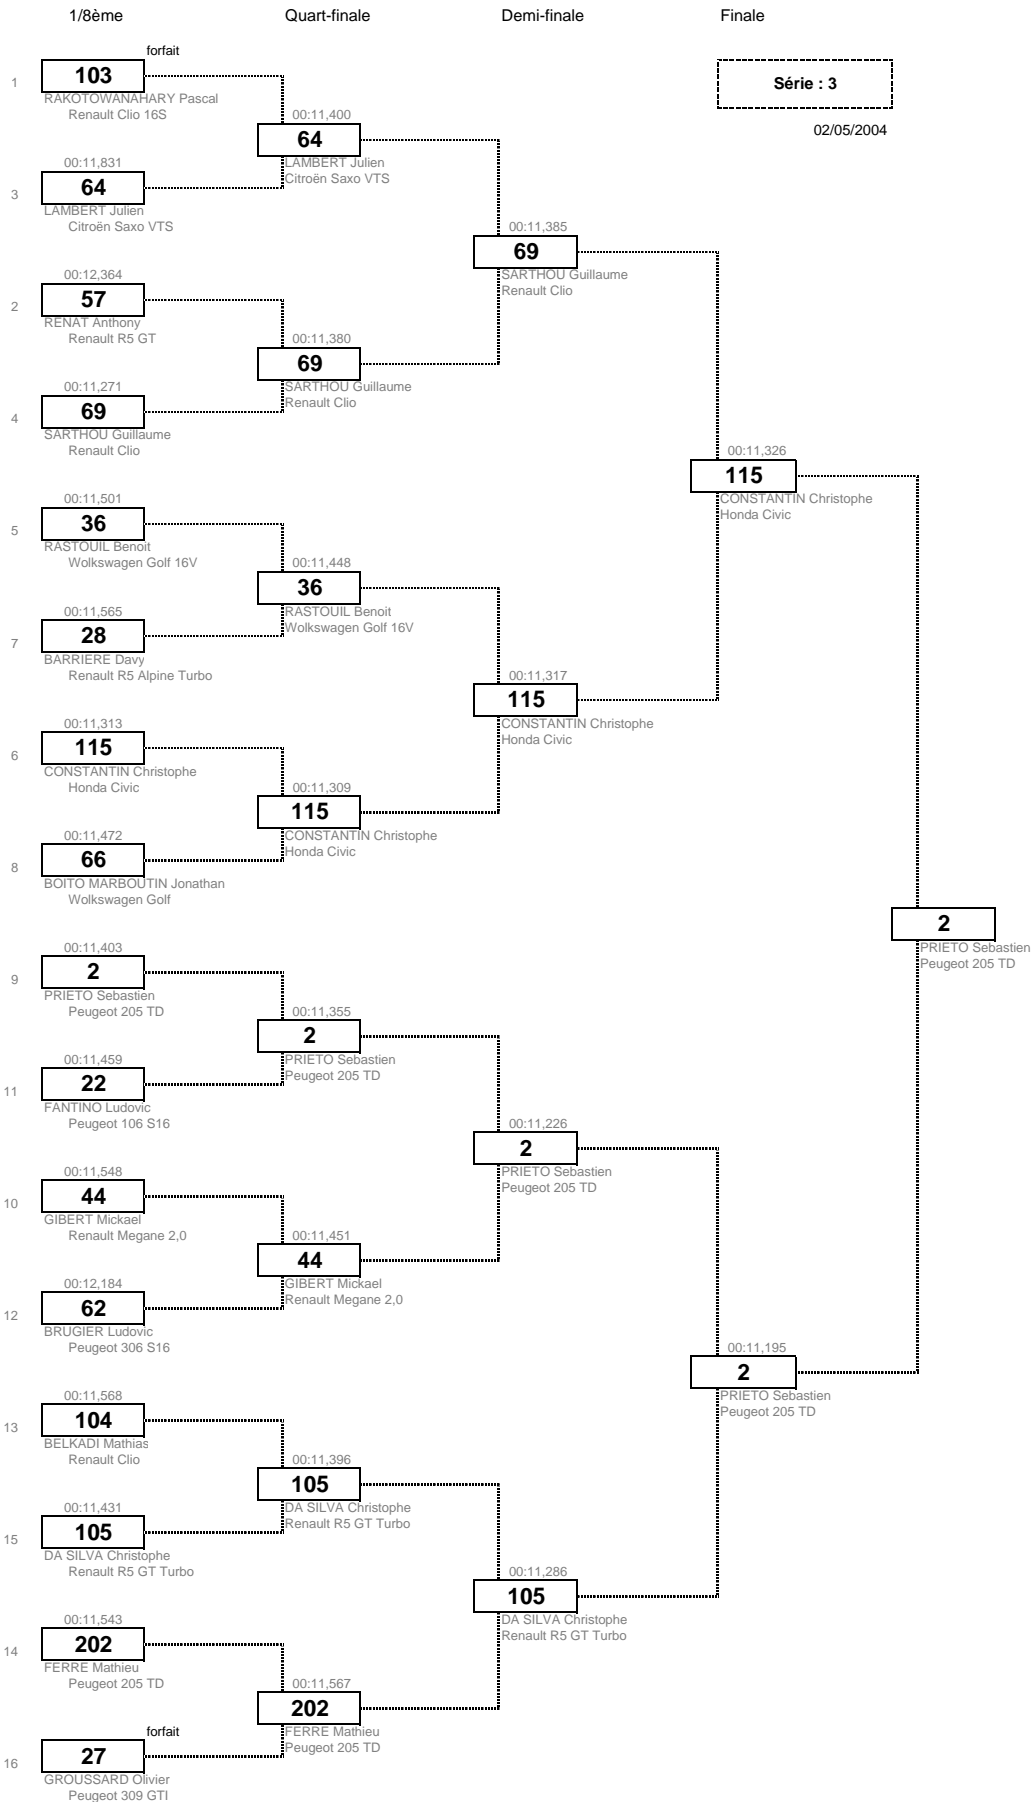 1/8ème
Quart-finale
Demi-finale
Finale
Série : 3
02/05/2004
forfait
1
103
RAKOTOWANAHARY Pascal
Renault Clio 16S
00:11,831
3
64
LAMBERT Julien
Citroën Saxo VTS
00:12,364
2
57
RENAT Anthony
Renault R5 GT
00:11,271
4
69
SARTHOU Guillaume
Renault Clio
00:11,501
5
36
RASTOUIL Benoit
Wolkswagen Golf 16V
00:11,565
7
28
BARRIERE Davy
Renault R5 Alpine Turbo
00:11,313
6
115
CONSTANTIN Christophe
Honda Civic
00:11,472
8
66
BOITO MARBOUTIN Jonathan
Wolkswagen Golf
00:11,403
9
2
PRIETO Sebastien
Peugeot 205 TD
00:11,459
11
22
FANTINO Ludovic
Peugeot 106 S16
00:11,548
10
44
GIBERT Mickael
Renault Megane 2,0
00:12,184
12
62
BRUGIER Ludovic
Peugeot 306 S16
00:11,568
13
104
BELKADI Mathias
Renault Clio
00:11,431
15
105
DA SILVA Christophe
Renault R5 GT Turbo
00:11,543
14
202
FERRE Mathieu
Peugeot 205 TD
forfait
16
27
GROUSSARD Olivier
Peugeot 309 GTI
00:11,400
64
LAMBERT Julien
Citroën Saxo VTS
00:11,380
69
SARTHOU Guillaume
Renault Clio
00:11,448
36
RASTOUIL Benoit
Wolkswagen Golf 16V
00:11,309
115
CONSTANTIN Christophe
Honda Civic
00:11,355
2
PRIETO Sebastien
Peugeot 205 TD
00:11,451
44
GIBERT Mickael
Renault Megane 2,0
00:11,396
105
DA SILVA Christophe
Renault R5 GT Turbo
00:11,567
202
FERRE Mathieu
Peugeot 205 TD
00:11,385
69
SARTHOU Guillaume
Renault Clio
00:11,317
115
CONSTANTIN Christophe
Honda Civic
00:11,226
2
PRIETO Sebastien
Peugeot 205 TD
00:11,286
105
DA SILVA Christophe
Renault R5 GT Turbo
00:11,326
115
CONSTANTIN Christophe
Honda Civic
00:11,195
2
PRIETO Sebastien
Peugeot 205 TD
2
PRIETO Sebastien
Peugeot 205 TD